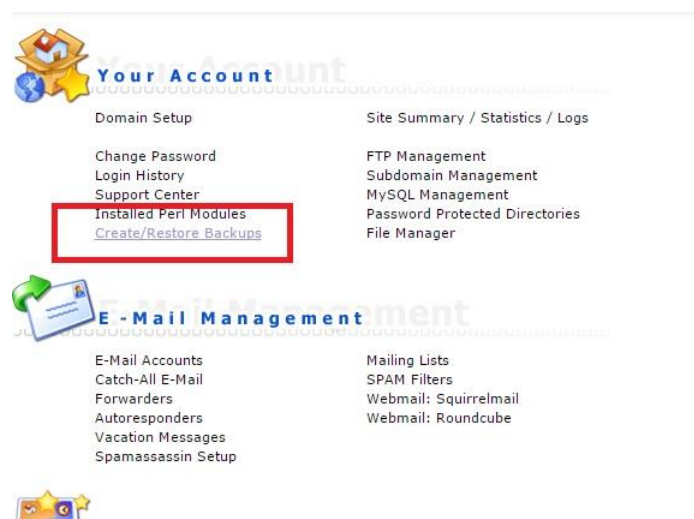 Your Account
Domain Setup
Site Summary / Statistics / Logs
Change Password
FTP Management
Login History
Subdomain Management
Support Center
MySQL Management
Installed Perl Modules
Password Protected Directories
Create/Restore Backups
File Manager
E-Mail Management
E-Mail Accounts
Mailing Lists
Catch-All E-Mail
SPAM Filters
Forwarders
Webmail: Squirrelmail
Autoresponders
Webmail: Roundcube
Vacation Messages
Spamassassin Setup